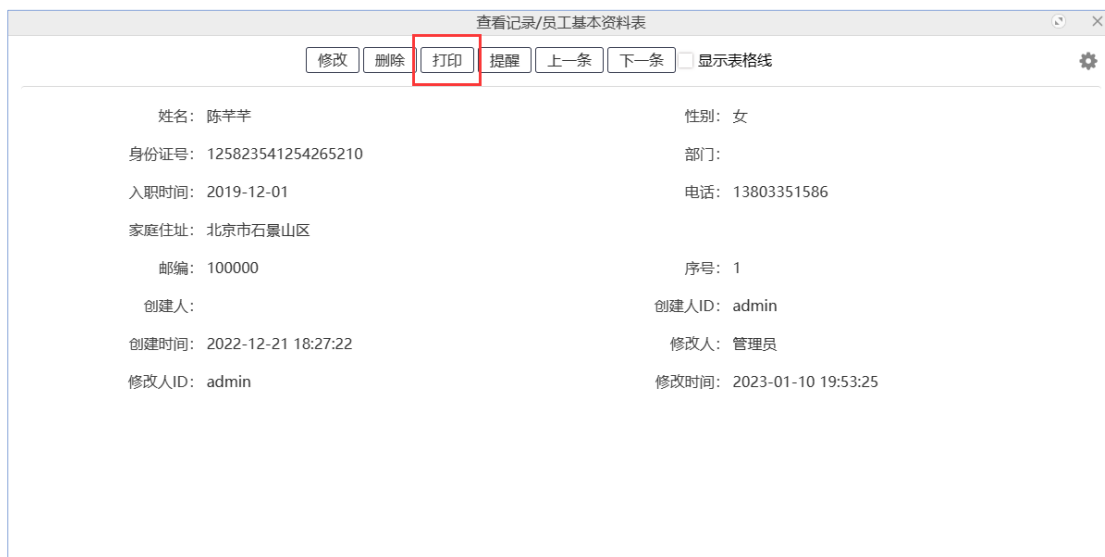 查看记录/员工基本资料表
修改 删除 打印 提醒 上一条 下一条 显示表格线
姓名： 陈芊芊 性别： 女
身份证号： 125823541254265210 部门：
入职时间： 2019-12-01 电话： 13803351586
家庭住址： 北京市石景山区
邮编： 100000 序号： 1
创建人： 创建人ID： admin
创建时间： 2022-12-21 18:27:22 修改人： 管理员
修改人ID： admin 修改时间： 2023-01-10 19:53:25